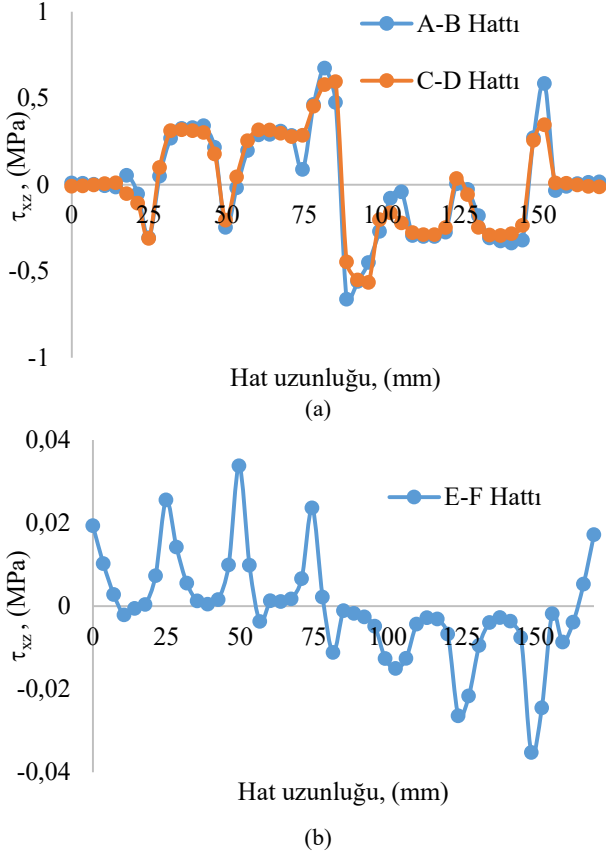 1
0,5
0
-0,5
-1
τxz, (MPa)
A-B Hattı
C-D Hattı
0 25 50 75 100 125 150
Hat uzunluğu, (mm)
(a)
0,04
0,02
0
-0,02
-0,04
τxz, (MPa)
E-F Hattı
0 25 50 75 100 125 150
Hat uzunluğu, (mm)
(b)